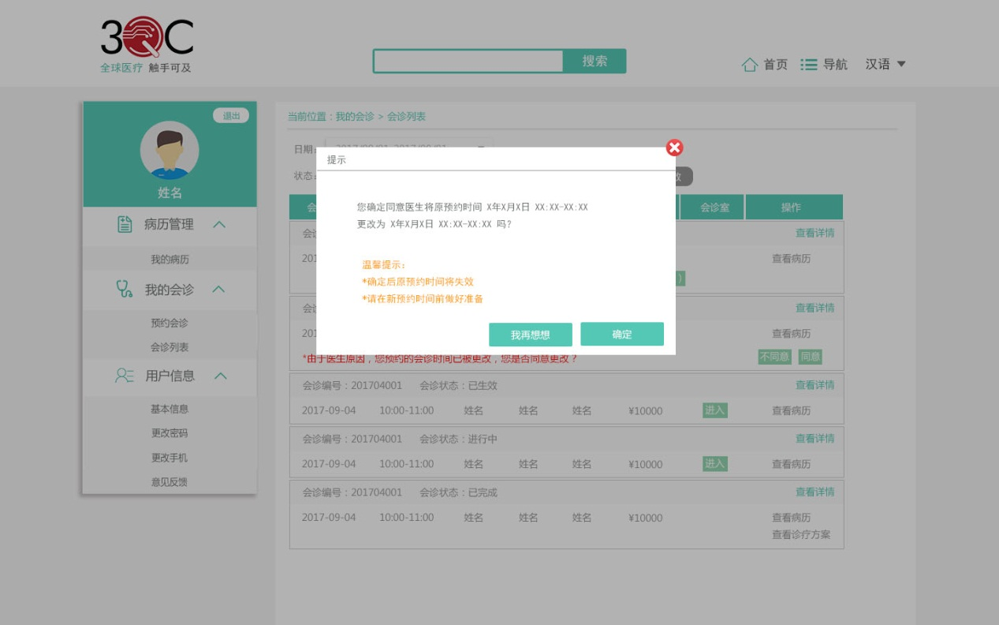 3QC
全球医疗 触手可及
搜索
首页 导航 汉语
退出
姓名
病历管理
我的病历
我的会诊
预约会诊
会诊列表
用户信息
基本信息
更改密码
更改手机
意见反馈
当前位置：我的会诊 > 会诊列表
日期：
状态：
会诊室 操作
查看详情
查看病历
查看详情
查看病历
*由于医生原因，您预约的会诊时间已被更改，您是否同意更改？ 不同意 同意
会诊编号：201704001 会诊状态：已生效 查看详情
2017-09-04 10:00-11:00 姓名 姓名 姓名 ¥10000 进入 查看病历
会诊编号：201704001 会诊状态：进行中 查看详情
2017-09-04 10:00-11:00 姓名 姓名 姓名 ¥10000 进入 查看病历
会诊编号：201704001 会诊状态：已完成 查看详情
2017-09-04 10:00-11:00 姓名 姓名 姓名 ¥10000 查看病历
查看诊疗方案
提示
您确定同意医生将原预约时间 X年X月X日 XX:XX-XX:XX
更改为 X年X月X日 XX:XX-XX:XX 吗？
温馨提示：
*确定后原预约时间将失效
*请在新预约时间前做好准备
我再想想 确定